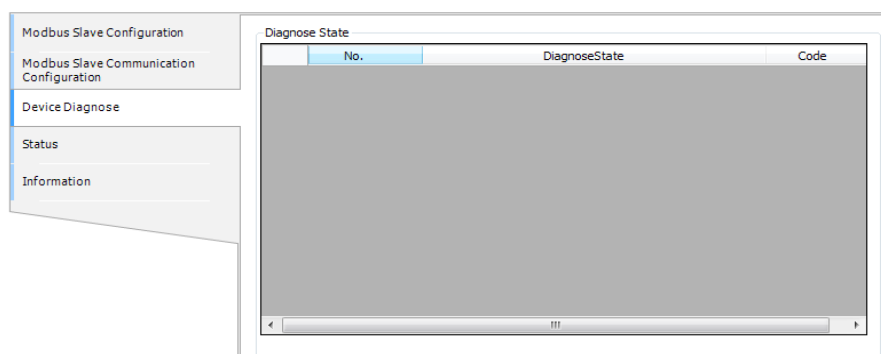 Modbus Slave Configuration
Modbus Slave Communication
Configuration
Device Diagnose
Status
Information
Diagnose State
No. DiagnoseState Code